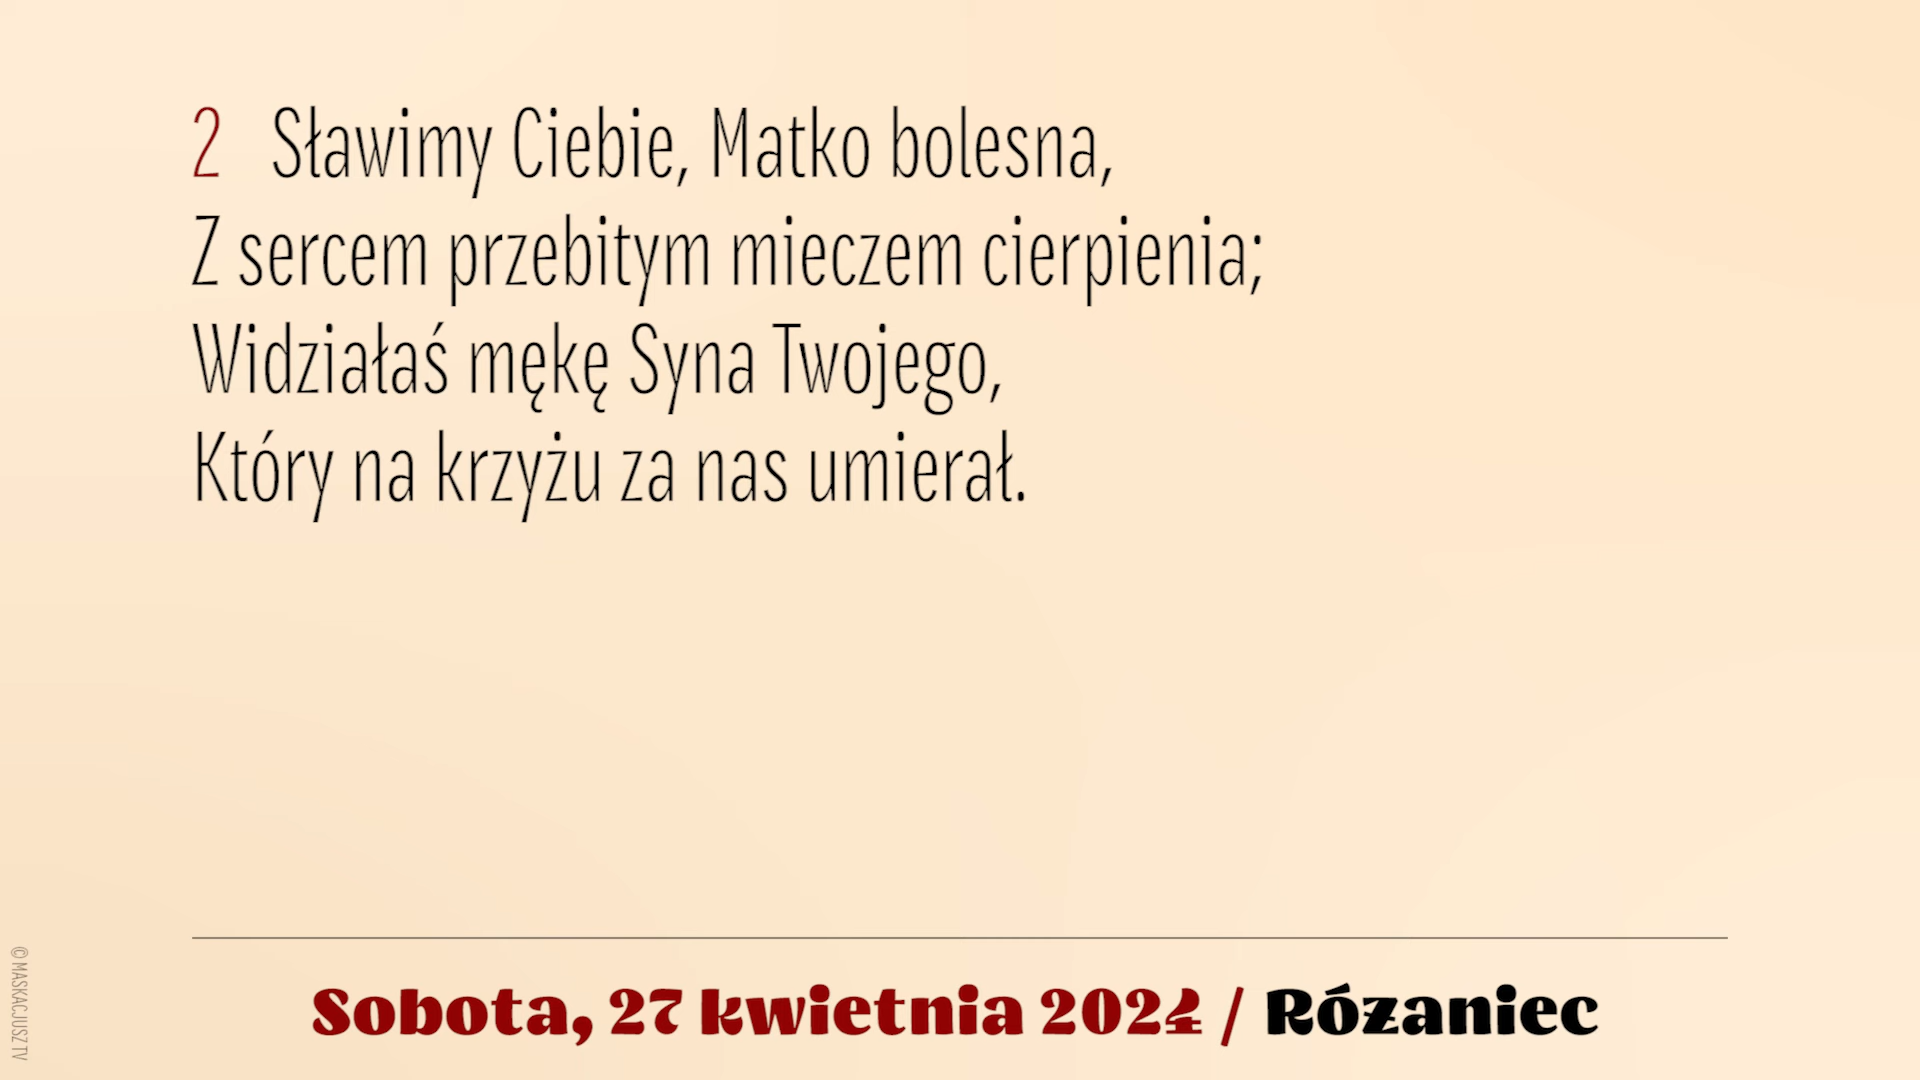 2 Sławimy Ciebie, Matko bolesna,
Z sercem przebitym mieczem cierpienia;
Widziałaś mękę Syna Twojego,
Który na krzyżu za nas umierał.
Sobota, 27 kwietnia 2024 / Różaniec
© MASKACJUSZ TV